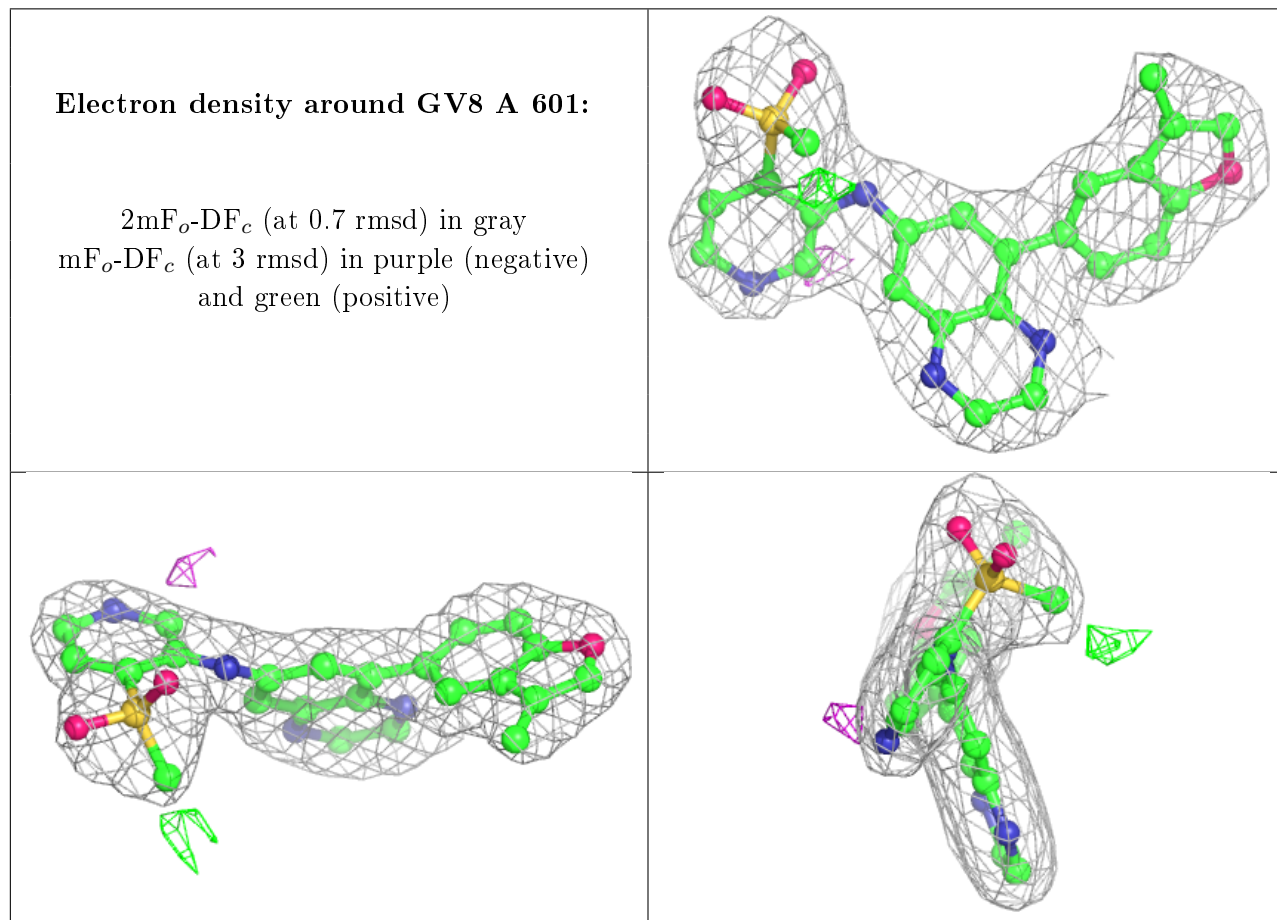 Electron density around GV8 A 601:
2mFo-DFc (at 0.7 rmsd) in gray
mFo-DFc (at 3 rmsd) in purple (negative)
and green (positive)